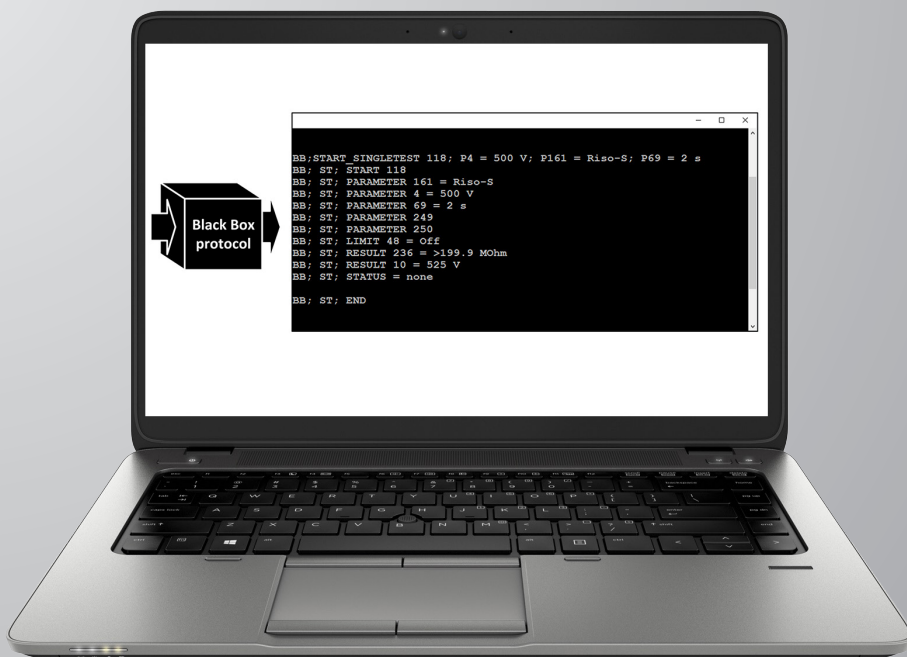 Black Box
protocol
BB;START_SINGLETEST 118; P4 = 500 V; P161 = Riso-S; P69 = 2 s
BB; ST; START 118
BB; ST; PARAMETER 161 = Riso-S
BB; ST; PARAMETER 4 = 500 V
BB; ST; PARAMETER 69 = 2 s
BB; ST; PARAMETER 249
BB; ST; PARAMETER 250
BB; ST; LIMIT 48 = Off
BB; ST; RESULT 236 = >199.9 MOhm
BB; ST; RESULT 10 = 525 V
BB; ST; STATUS = none
BB; ST; END